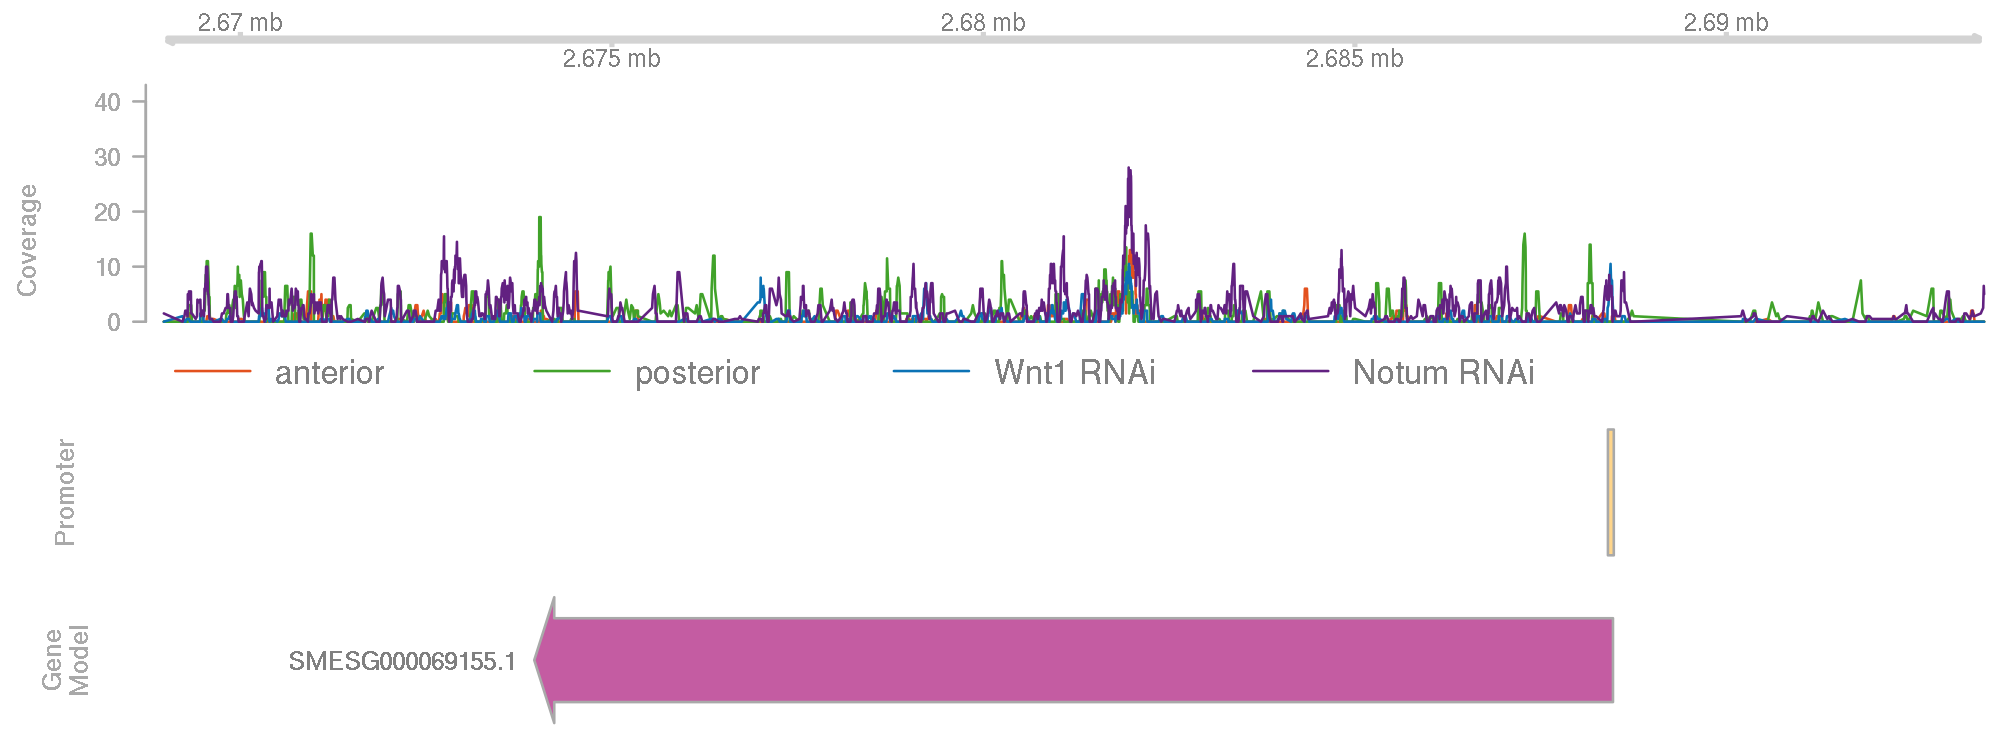 2.67 mb 2.68 mb 2.69 mb
2.675 mb 2.685 mb
Coverage
40
30
20
10
0
anterior posterior Wnt1 RNAi Notum RNAi
Promoter
Gene
Model
SMESG000069155.1